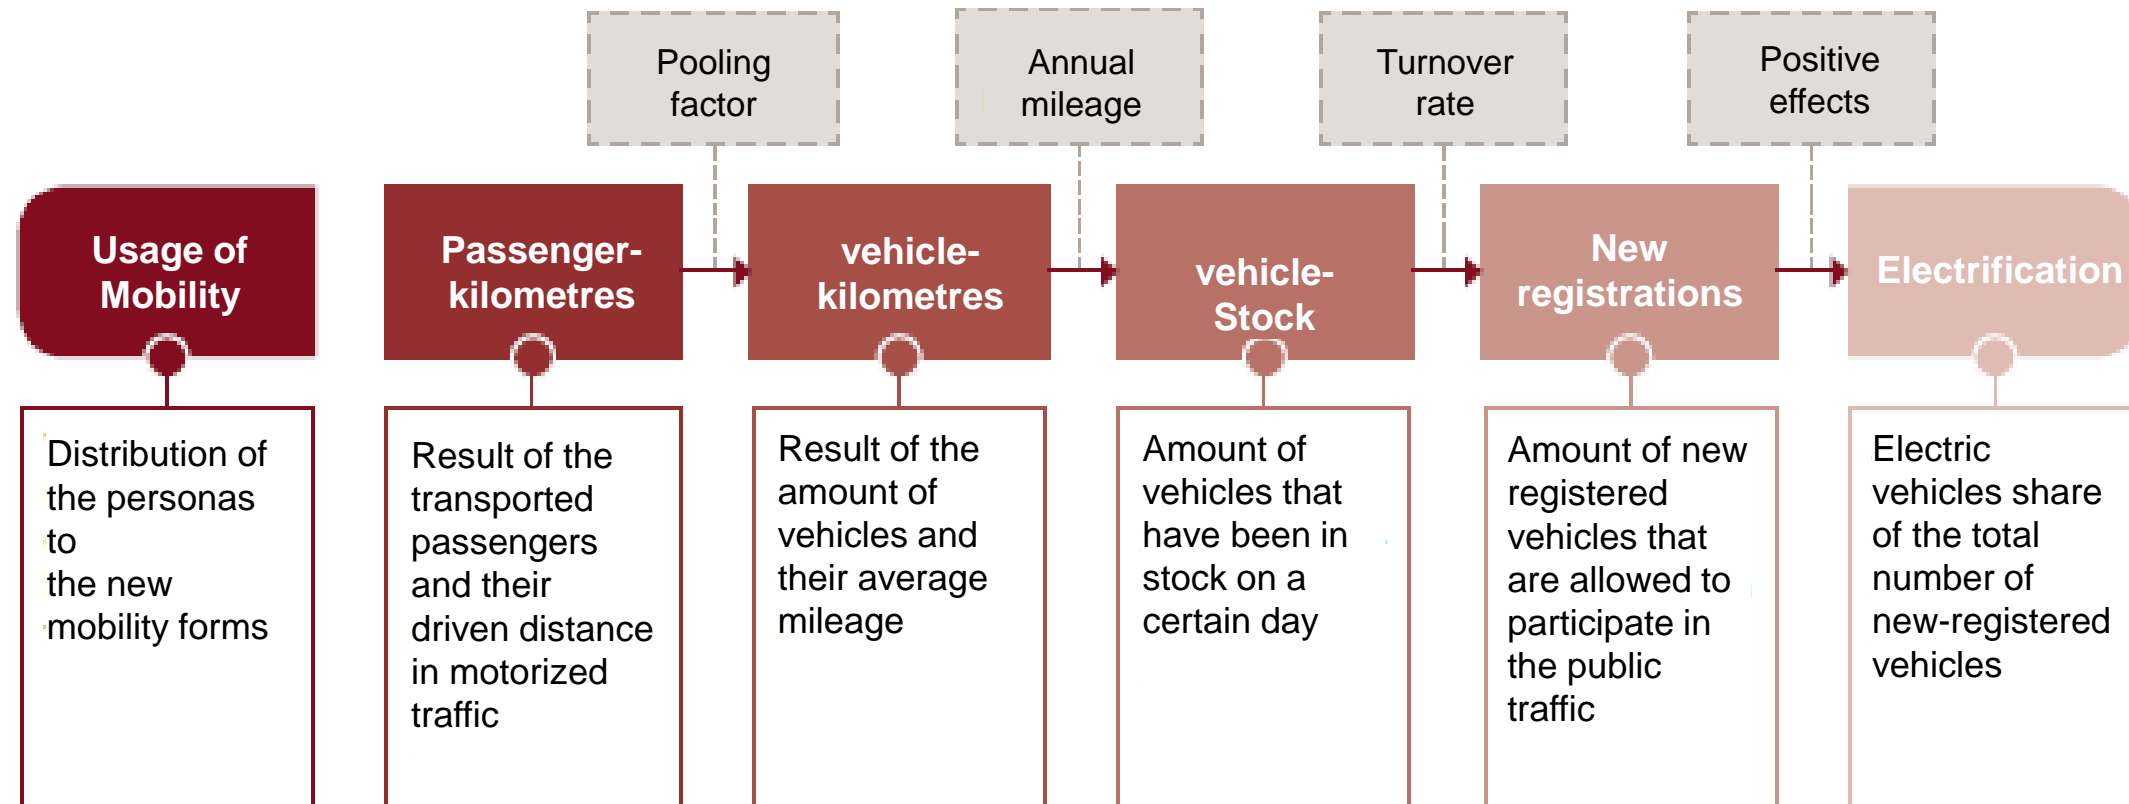 Pooling
factor
Annual
mileage
Turnover
rate
Positive
effects
Usage of
Mobility
Passenger-
kilometres
vehicle-
kilometres
vehicle-
Stock
New
registrations
Electrification
Distribution of
the personas
to
the new
mobility forms
Result of the
transported
passengers
and their
driven distance
in motorized
traffic
Result of the
amount of
vehicles and
their average
mileage
Amount of
vehicles that
have been in
stock on a
certain day
Amount of new
registered
vehicles that
are allowed to
participate in
the public
traffic
Electric
vehicles share
of the total
number of
new-registered
vehicles